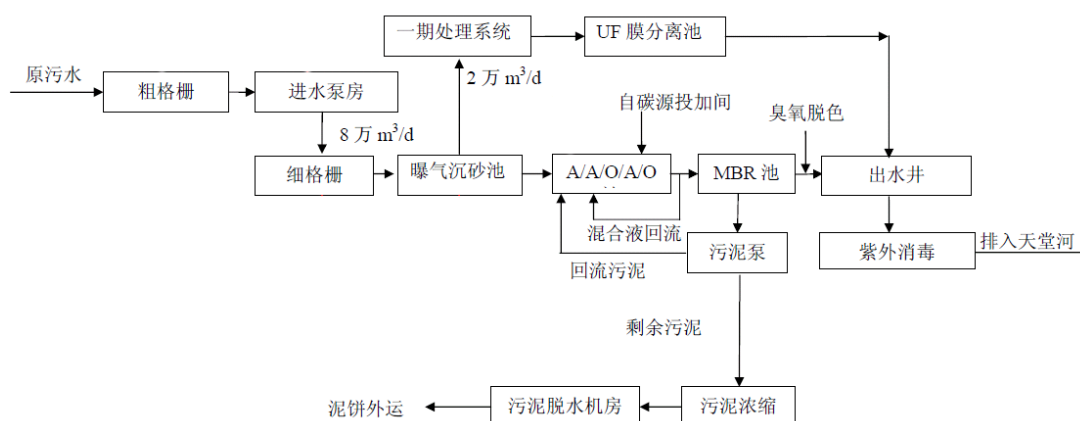 一期处理系统
UF 膜分离池
原污水
2 万 m³/d
粗格栅
进水泵房
自碳源投加间
臭氧脱色
8 万 m³/d
细格栅
曝气沉砂池
A/A/O/A/O
MBR 池
出水井
混合液回流
污泥泵
紫外消毒
排入天堂河
回流污泥
剩余污泥
泥饼外运
污泥脱水机房
污泥浓缩